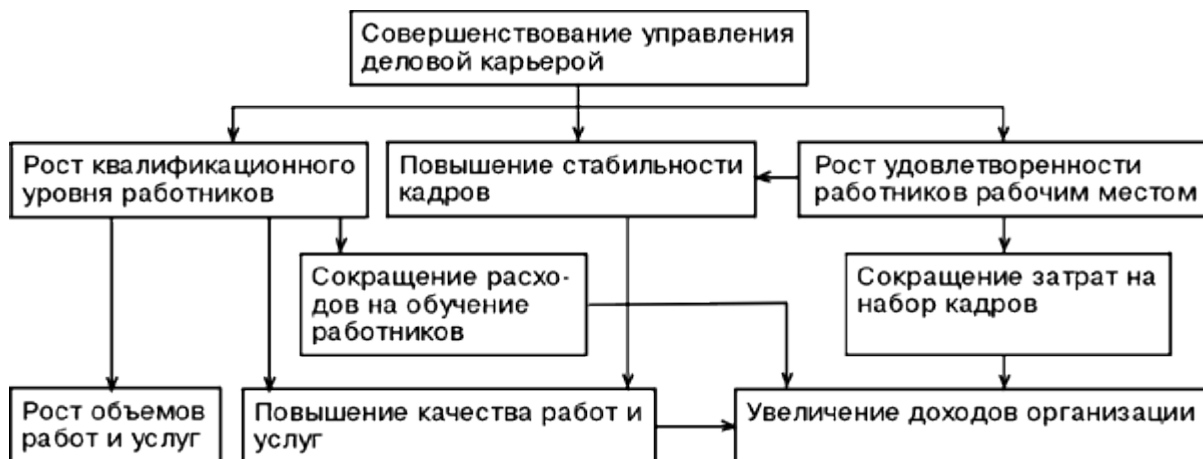 Совершенствование управления
деловой карьерой
Рост квалификационного
уровня работников
Повышение стабильности
кадров
Рост удовлетворенности
работников рабочим местом
Сокращение расхо-
дов на обучение
работников
Сокращение затрат на
набор кадров
Рост объемов
работ и услуг
Повышение качества работ и
услуг
Увеличение доходов организации